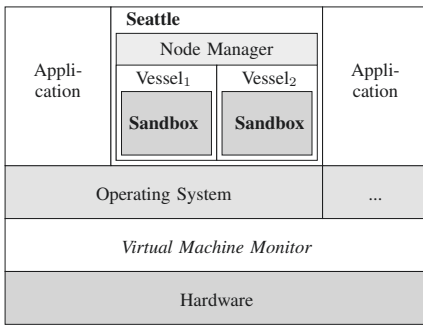 Seattle
Node Manager
Appli-
cation
Vessel1
Vessel2
Appli-
cation
Sandbox
Sandbox
Operating System
...
Virtual Machine Monitor
Hardware